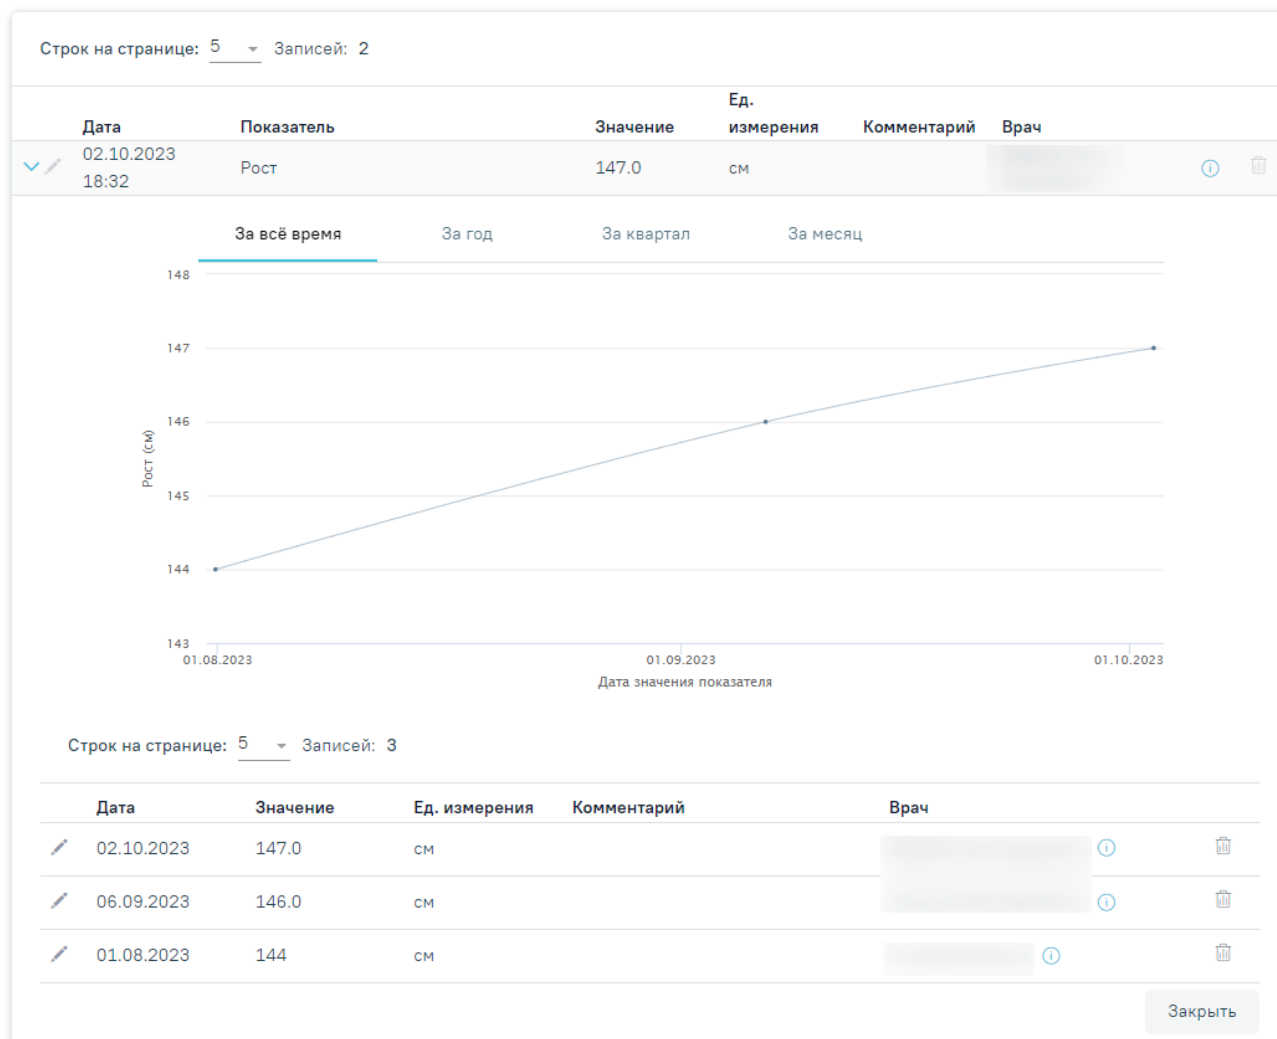 Строк на странице: 5 Записей: 2
Дата Показатель Значение Ед. измерения Комментарий Врач
02.10.2023 18:32 Рост 147.0 см
За всё время За год За квартал За месяц
148
147
146
145
144
143
Рост (см)
01.08.2023 01.09.2023 01.10.2023
Дата значения показателя
Строк на странице: 5 Записей: 3
Дата Значение Ед. измерения Комментарий Врач
02.10.2023 147.0 см
06.09.2023 146.0 см
01.08.2023 144 см
Закрыть